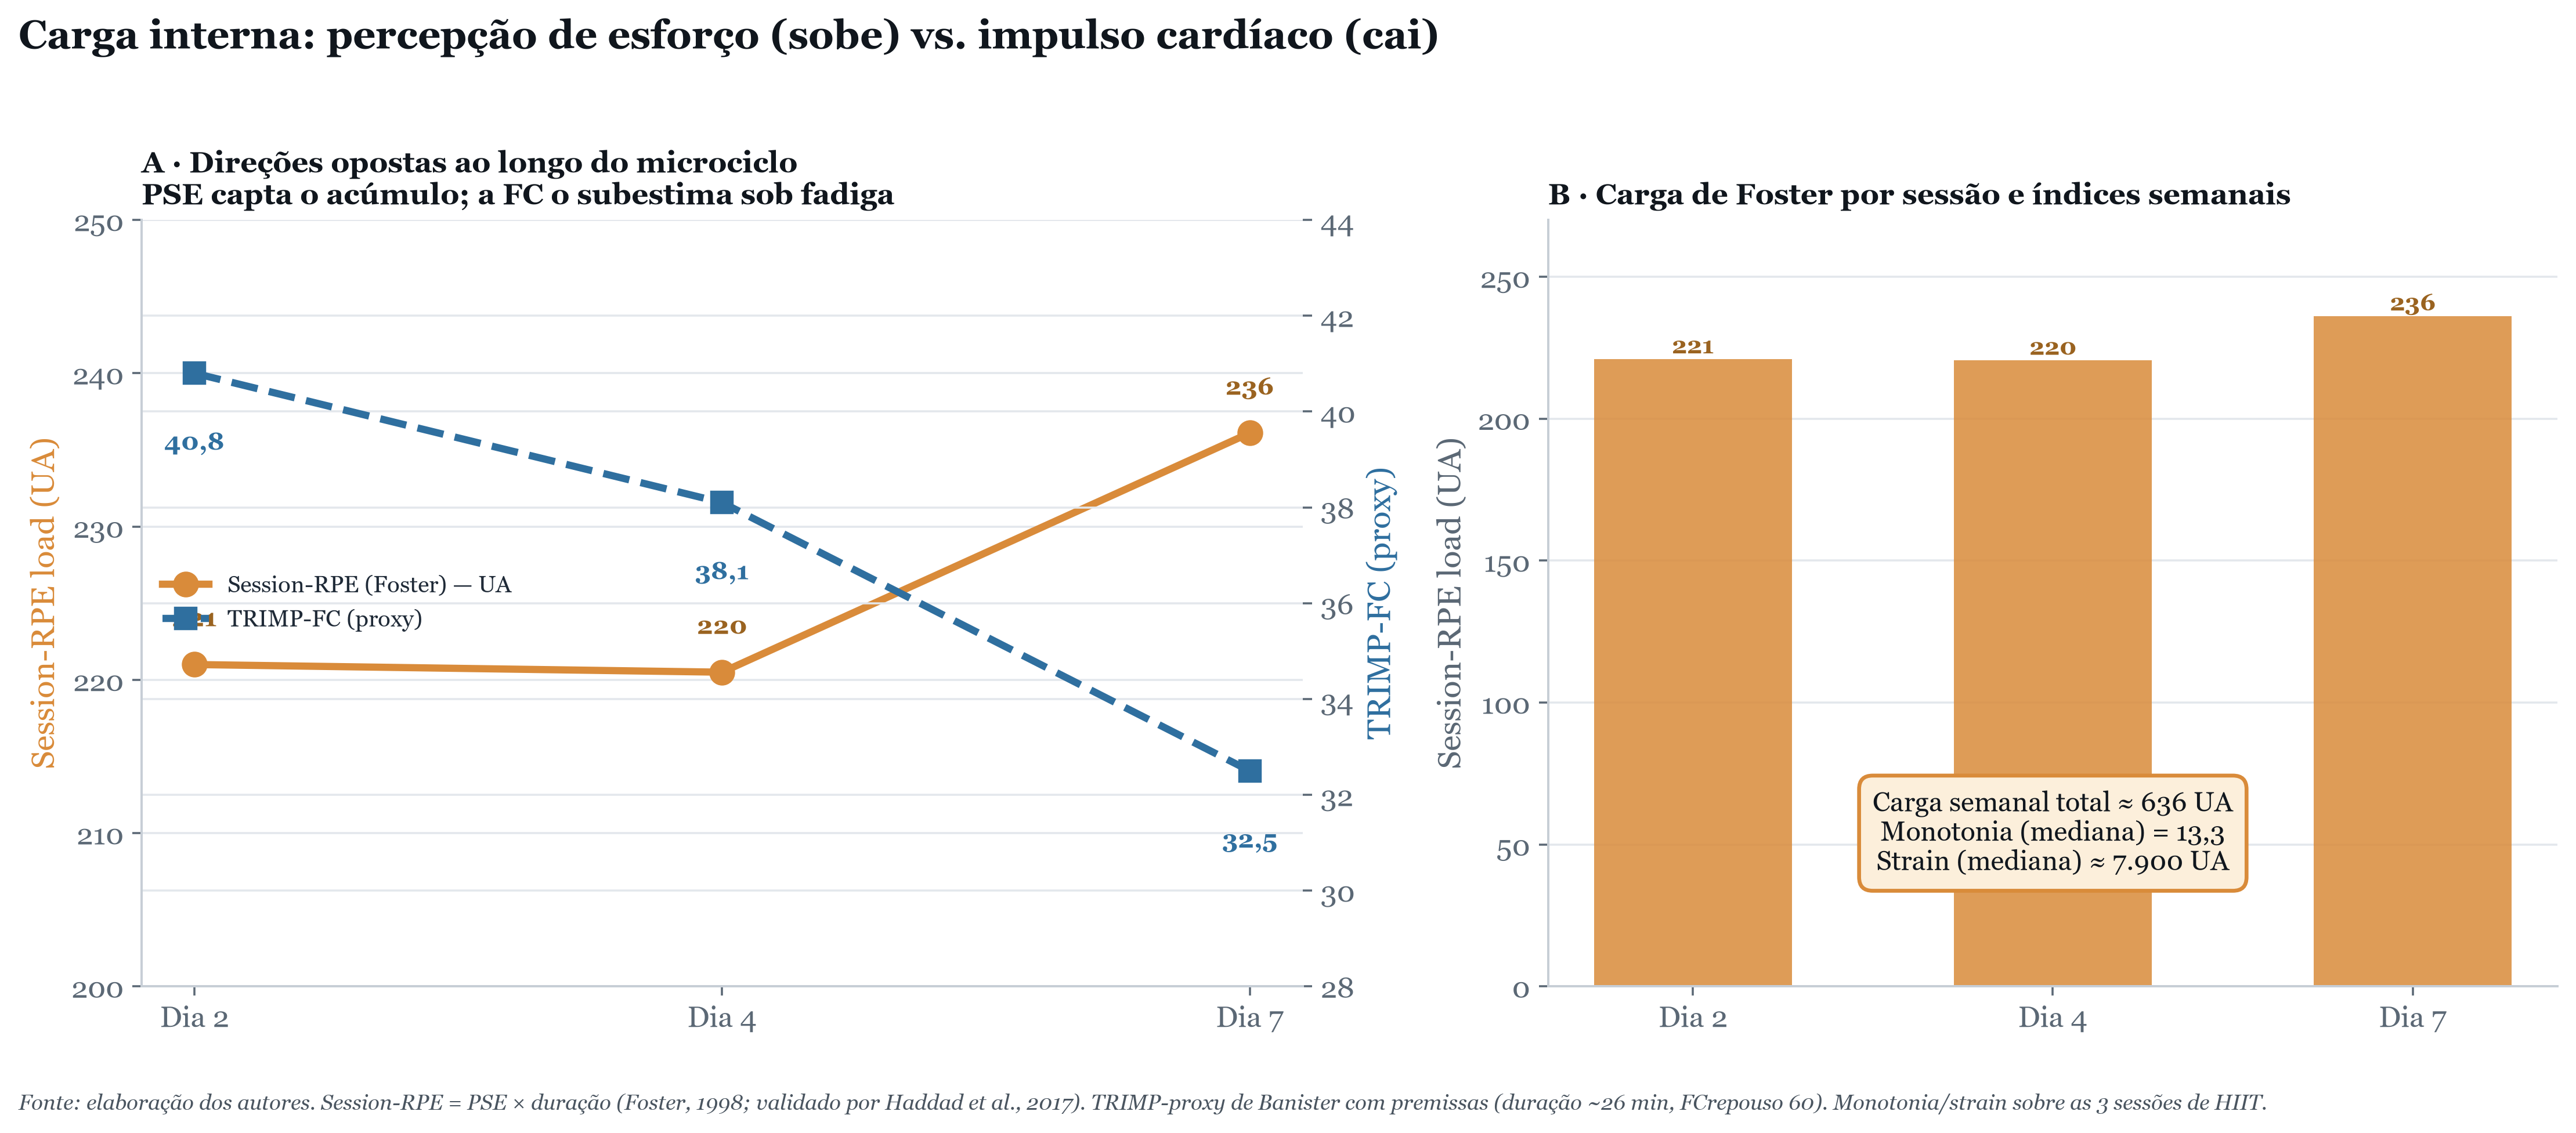 Carga interna: percepção de esforço (sobe) vs. impulso cardíaco (cai)
A · Direções opostas ao longo do microciclo
PSE capta o acúmulo; a FC o subestima sob fadiga
250
240
230
220
210
200
Session-RPE load (UA)
44
42
40
38
36
34
32
30
28
TRIMP-FC (proxy)
40,8
38,1
32,5
220
236
Session-RPE (Foster) — UA
TRIMP-FC (proxy)
Dia 2
Dia 4
Dia 7
B · Carga de Foster por sessão e índices semanais
250
200
150
100
50
0
Session-RPE load (UA)
221
220
236
Carga semanal total ≈ 636 UA
Monotonia (mediana) = 13,3
Strain (mediana) ≈ 7.900 UA
Dia 2
Dia 4
Dia 7
Fonte: elaboração dos autores. Session-RPE = PSE × duração (Foster, 1998; validado por Haddad et al., 2017). TRIMP-proxy de Banister com premissas (duração ~26 min, FCrepouso 60). Monotonia/strain sobre as 3 sessões de HIIT.